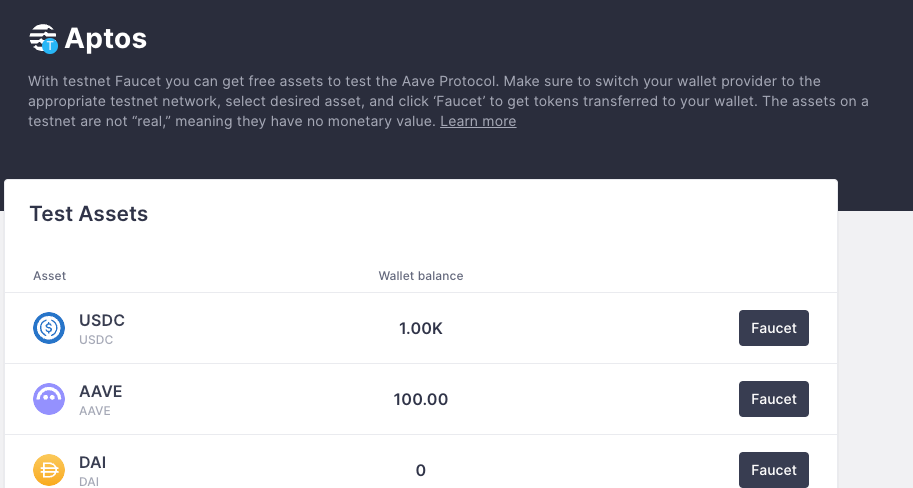 T Aptos
With testnet Faucet you can get free assets to test the Aave Protocol. Make sure to switch your wallet provider to the
appropriate testnet network, select desired asset, and click ‘Faucet’ to get tokens transferred to your wallet. The assets on a
testnet are not “real,” meaning they have no monetary value. Learn more
Test Assets
Asset Wallet balance
$ USDC 1.00K Faucet
USDC
AAVE 100.00 Faucet
AAVE
DAI 0 Faucet
DAI